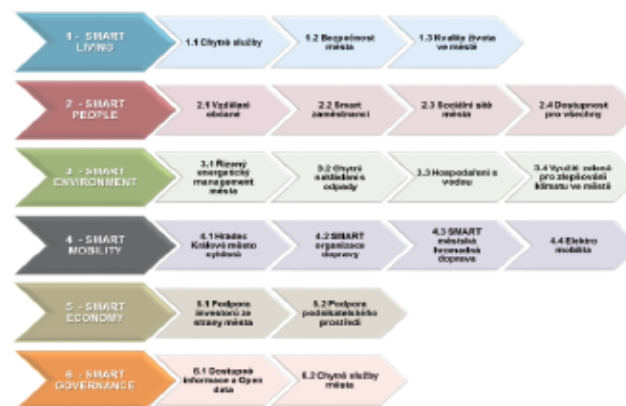 1 - SMART
LIVING
1.1 Chytré služby
1.2 Bezpečnost
města
1.3 Kvalita života
ve městě
2 - SMART
PEOPLE
2.1 Vzdělaní
občané
2.2 Smart
zaměstnanci
2.3 Sociální sítě
města
2.4 Dostupnost
pro všechny
3 - SMART
ENVIRONMENT
3.1 Řízený
energetický
management
města
3.2 Chytré
nakládání s
odpady
3.3 Hospodaření s
vodou
3.4 Využití zeleně
pro zlepšování
klimatu ve městě
4 - SMART
MOBILITY
4.1 Hradec
Králové město
cyklistů
4.2 SMART
organizace
dopravy
4.3 SMART
městská
hromadná
doprava
4.4 Elektro
mobilita
5 - SMART
ECONOMY
5.1 Podpora
investorů ze
strany města
5.2 Podpora
podnikatelského
prostředí
6 - SMART
GOVERNANCE
6.1 Dostupné
informace a Open
data
6.2 Chytré služby
města